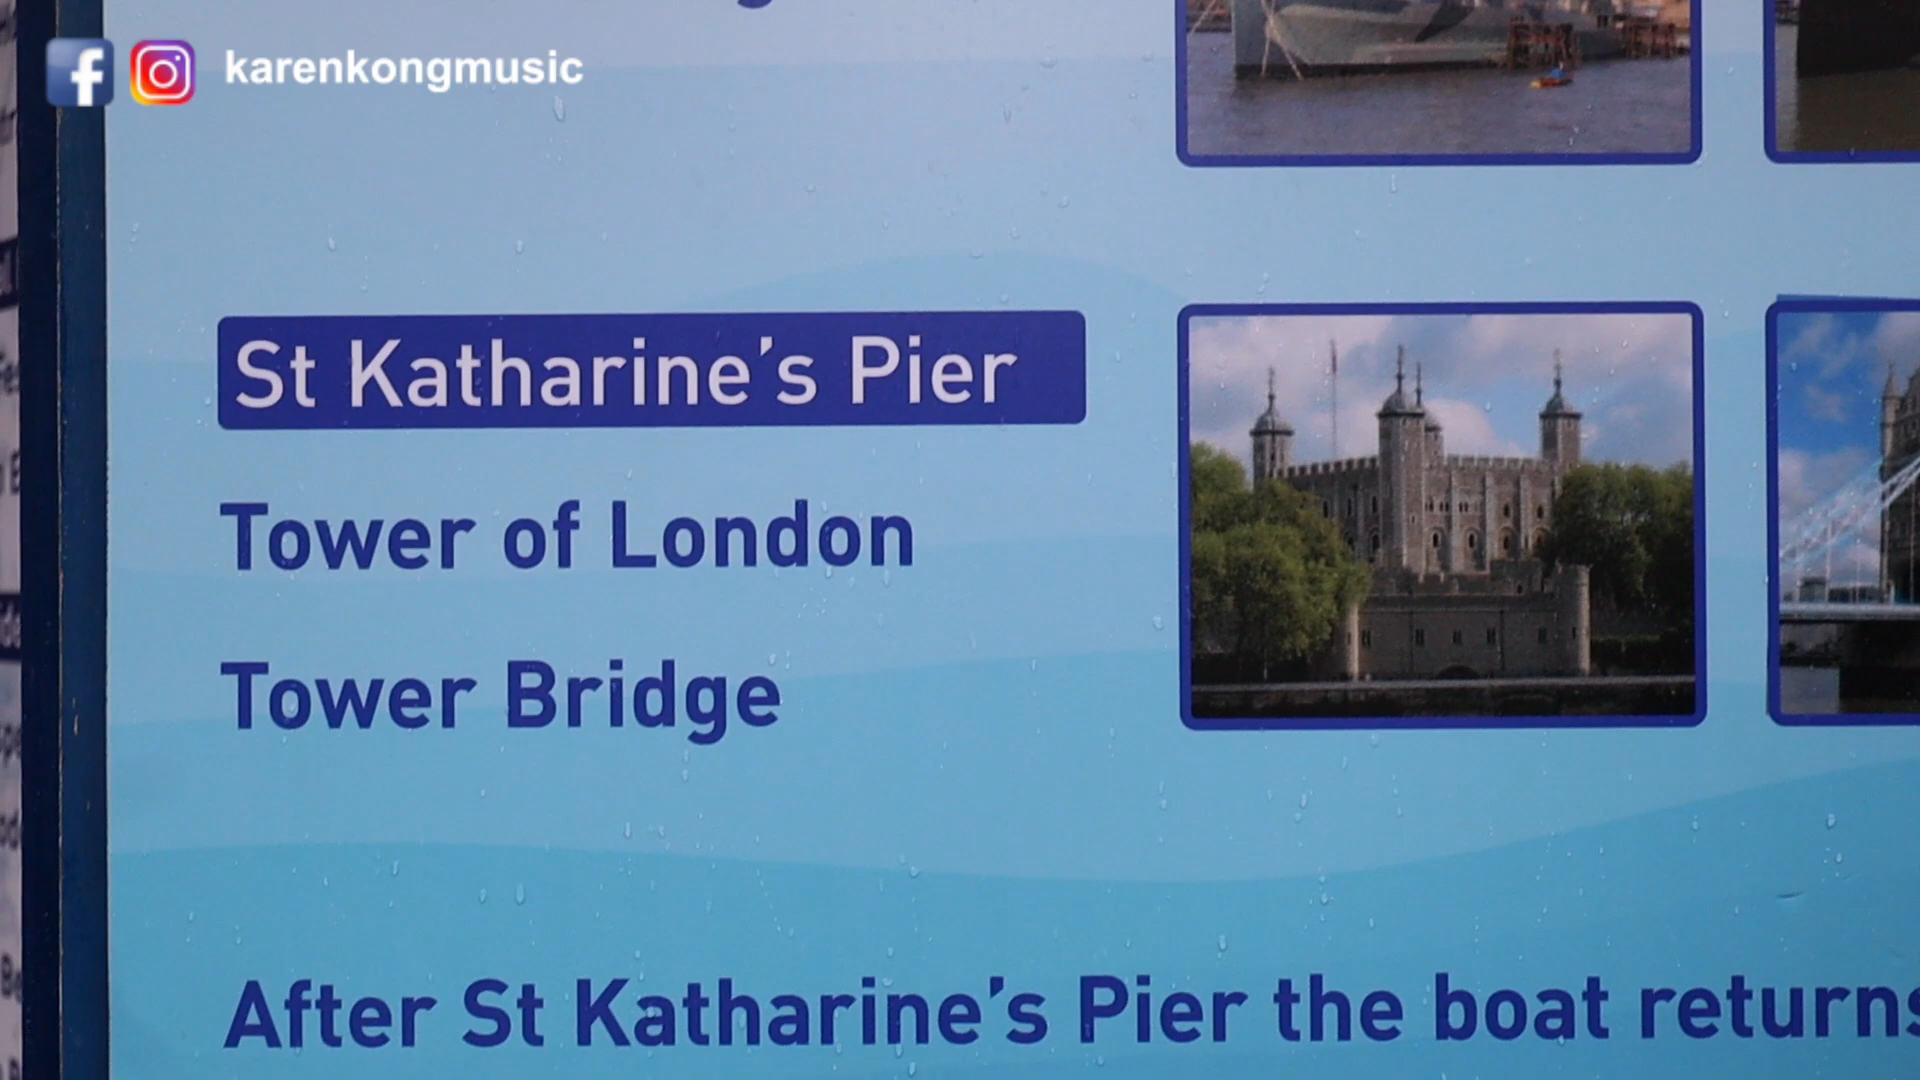 karenkongmusic
St Katharine's Pier
Tower of London
Tower Bridge
After St Katharine's Pier the boat returns